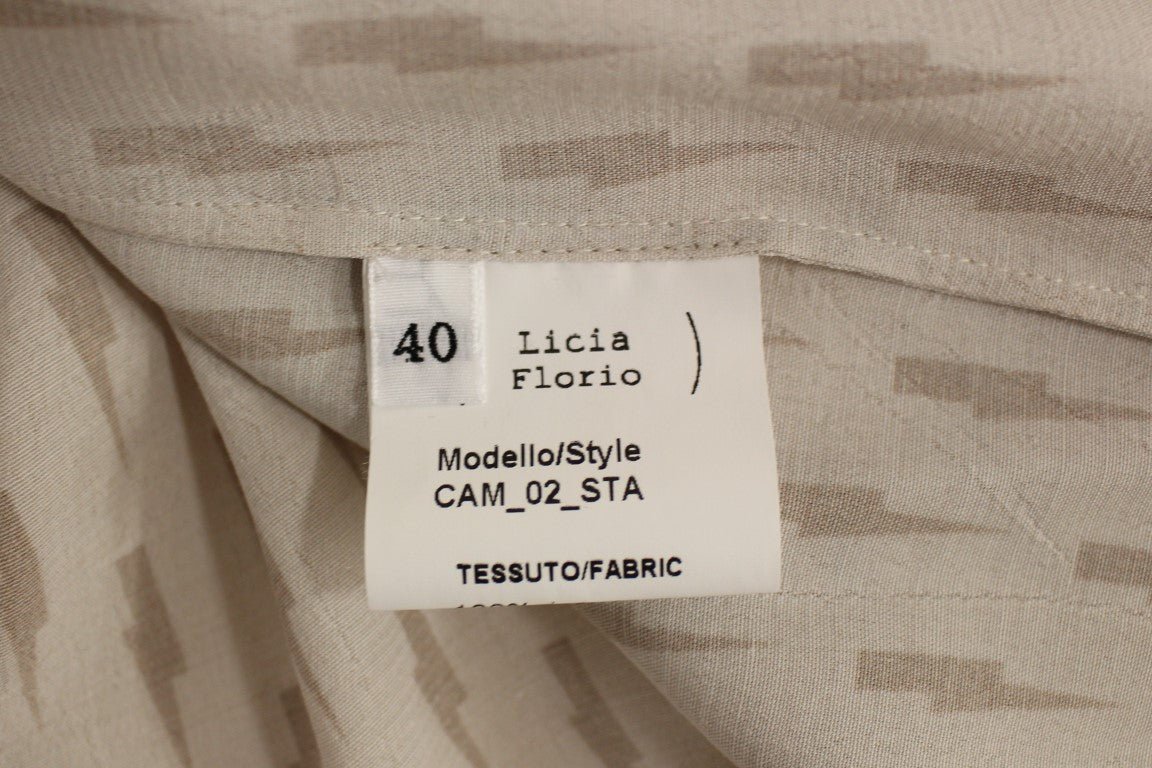 40
Licia
Florio
Modello/Style
CAM_02_STA
TESSUTO/FABRIC